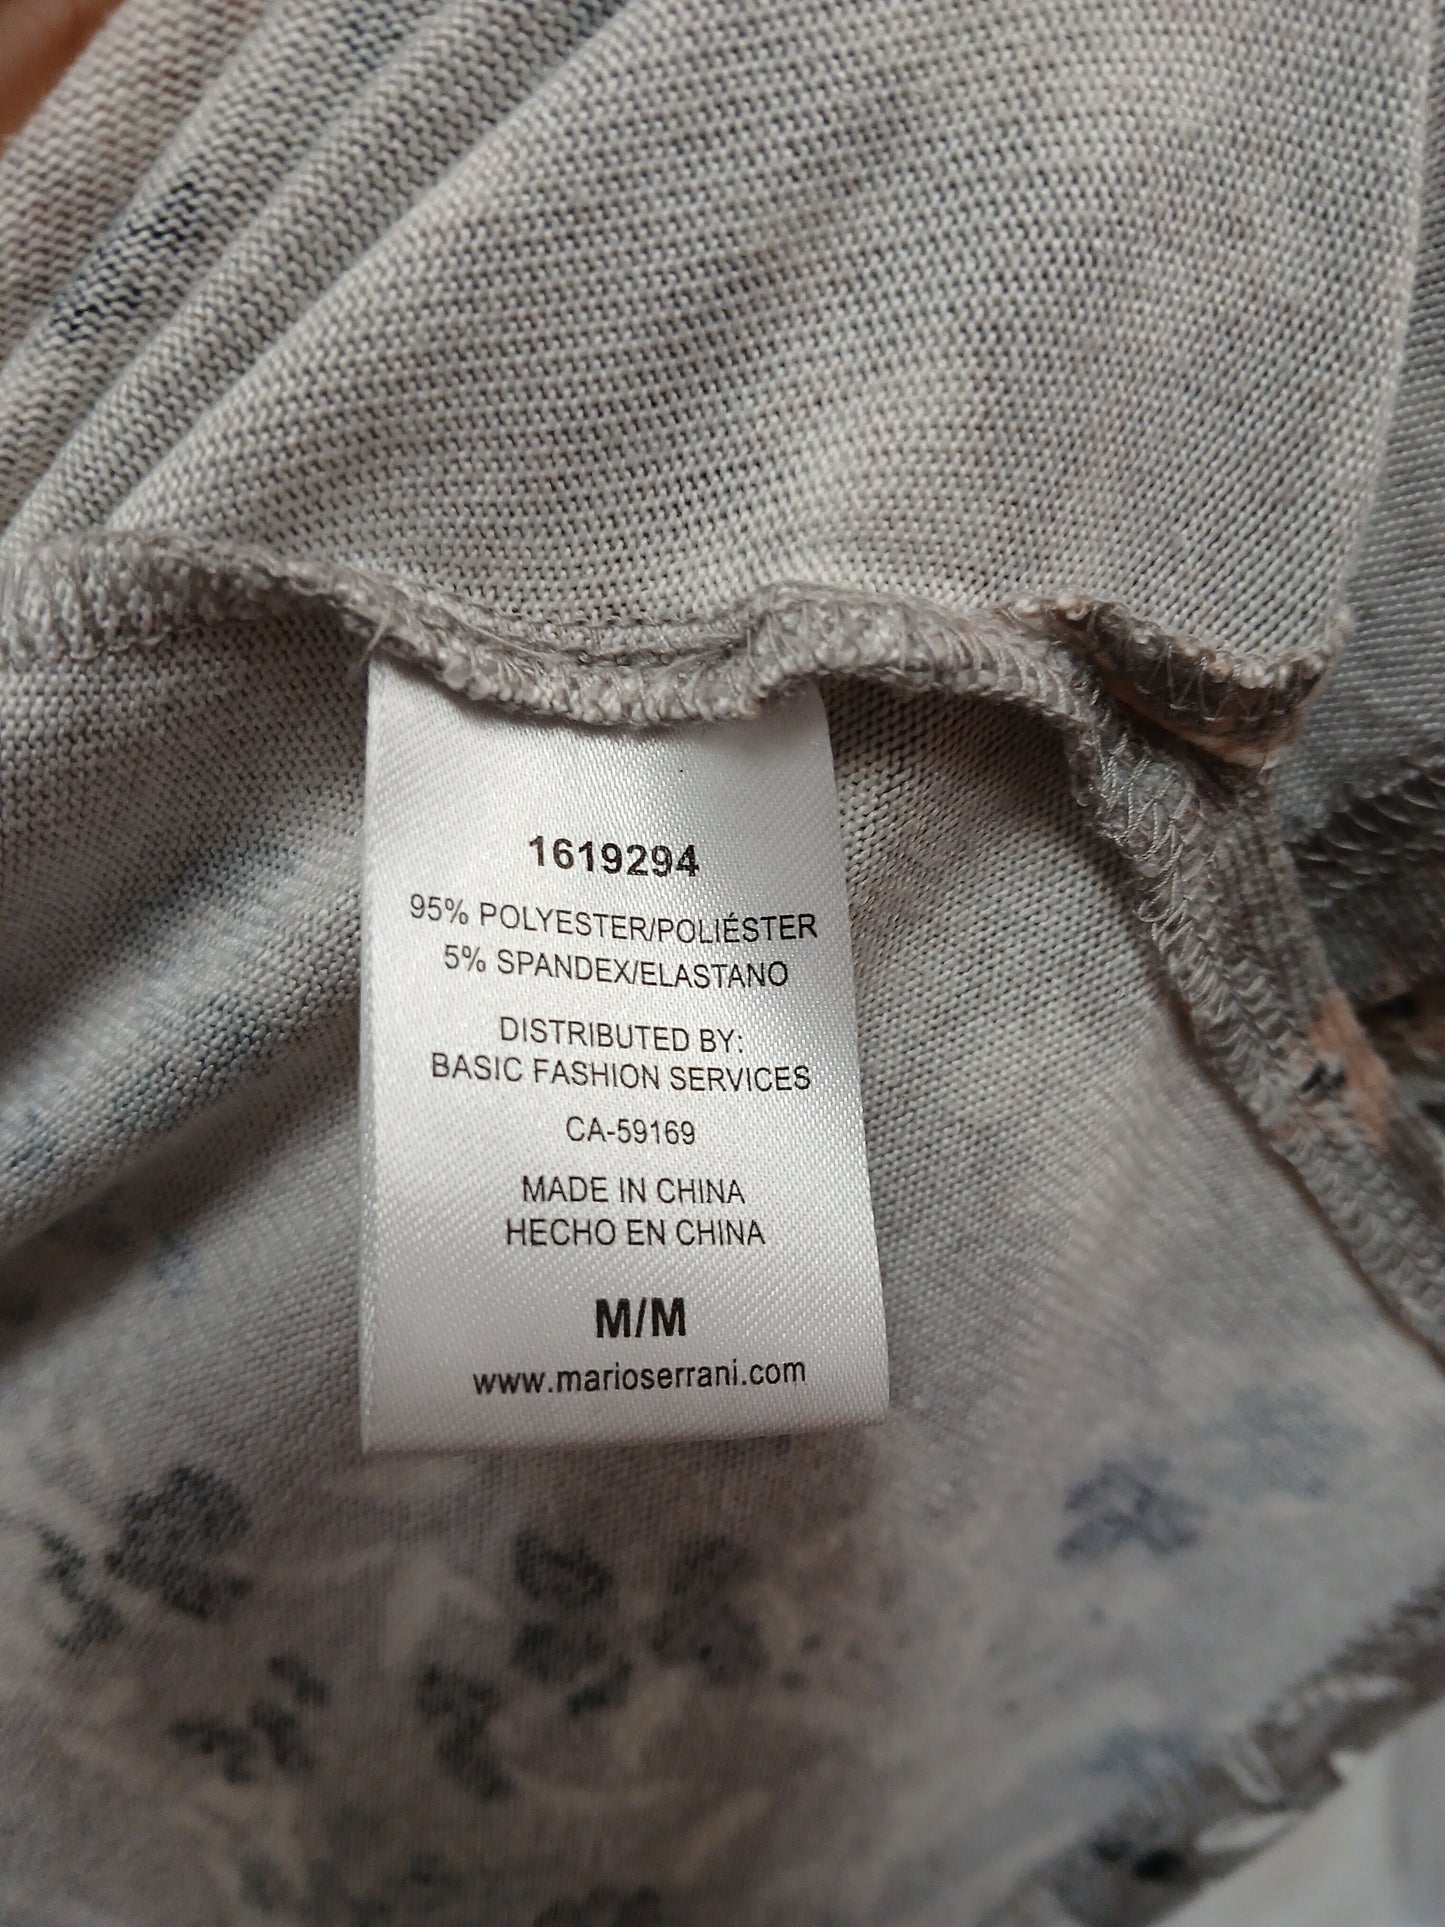 1619294
95% POLYESTER/POLIÉSTER
5% SPANDEX/ELASTANO
DISTRIBUTED BY:
BASIC FASHION SERVICES
CA-59169
MADE IN CHINA
HECHO EN CHINA
M/M
www.marioserrani.com